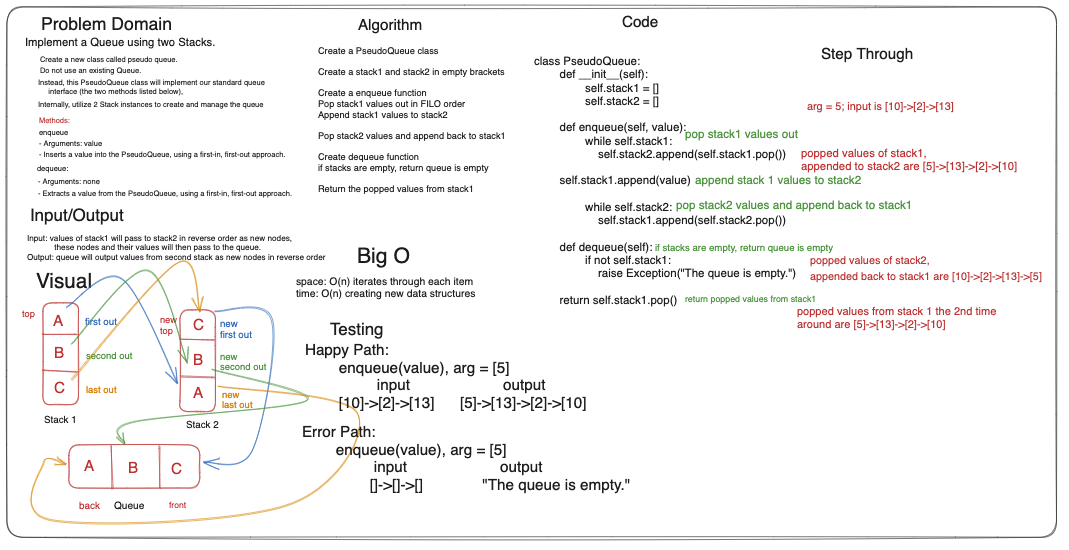 Problem Domain
Implement a Queue using two Stacks.
Create a new class called pseudo queue.
Do not use an existing Queue.
Instead, this PseudoQueue class will implement our standard queue
interface (the two methods listed below),
Internally, utilize 2 Stack instances to create and manage the queue
Methods:
enqueue
- Arguments: value
- Inserts a value into the PseudoQueue, using a first-in, first-out approach.
dequeue:
- Arguments: none
- Extracts a value from the PseudoQueue, using a first-in, first-out approach.
Input/Output
Input: values of stack1 will pass to stack2 in reverse order as new nodes,
these nodes and their values will then pass to the queue.
Output: queue will output values from second stack as new nodes in reverse order
Visual
top
A
first out
B
second out
C
last out
Stack 1
new
top
C
new
first out
B
new
second out
A
new
last out
Stack 2
A
B
C
back
Queue
front
Algorithm
Create a PseudoQueue class
Create a stack1 and stack2 in empty brackets
Create a enqueue function
Pop stack1 values out in FILO order
Append stack1 values to stack2
Pop stack2 values and append back to stack1
Create dequeue function
if stacks are empty, return queue is empty
Return the popped values from stack1
Big O
space: O(n) iterates through each item
time: O(n) creating new data structures
Testing
Happy Path:
enqueue(value), arg = [5]
input output
[10]->[2]->[13] [5]->[13]->[2]->[10]
Error Path:
enqueue(value), arg = [5]
input output
[]->[]->[] "The queue is empty."
Code
class PseudoQueue:
def __init__(self):
self.stack1 = []
self.stack2 = []
def enqueue(self, value):
while self.stack1: pop stack1 values out
self.stack2.append(self.stack1.pop())
self.stack1.append(value) append stack 1 values to stack2
while self.stack2: pop stack2 values and append back to stack1
self.stack1.append(self.stack2.pop())
def dequeue(self): if stacks are empty, return queue is empty
if not self.stack1:
raise Exception("The queue is empty.")
return self.stack1.pop() return popped values from stack1
Step Through
arg = 5; input is [10]->[2]->[13]
popped values of stack1,
appended to stack2 are [5]->[13]->[2]->[10]
popped values of stack2,
appended back to stack1 are [10]->[2]->[13]->[5]
popped values from stack 1 the 2nd time
around are [5]->[13]->[2]->[10]